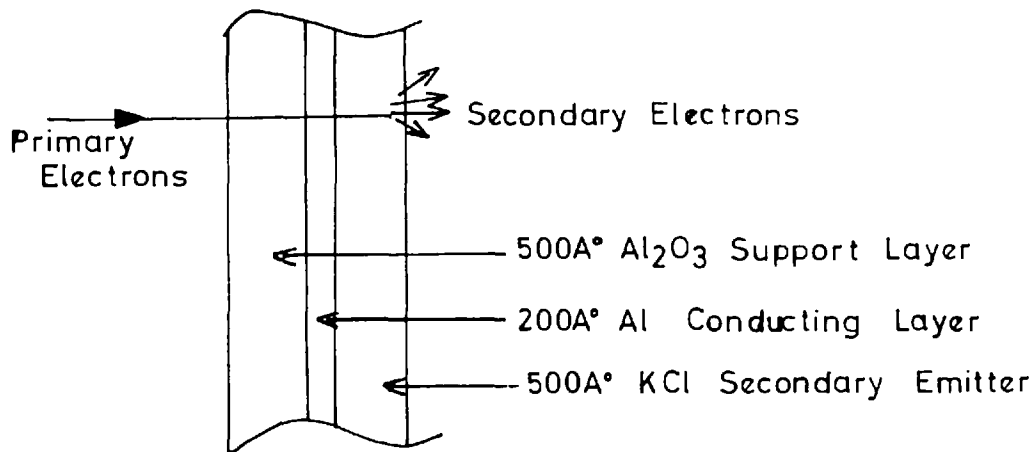 Secondary Electrons
Primary
Electrons
500A° Al₂O₃ Support Layer
200A° Al Conducting Layer
500A° KCl Secondary Emitter